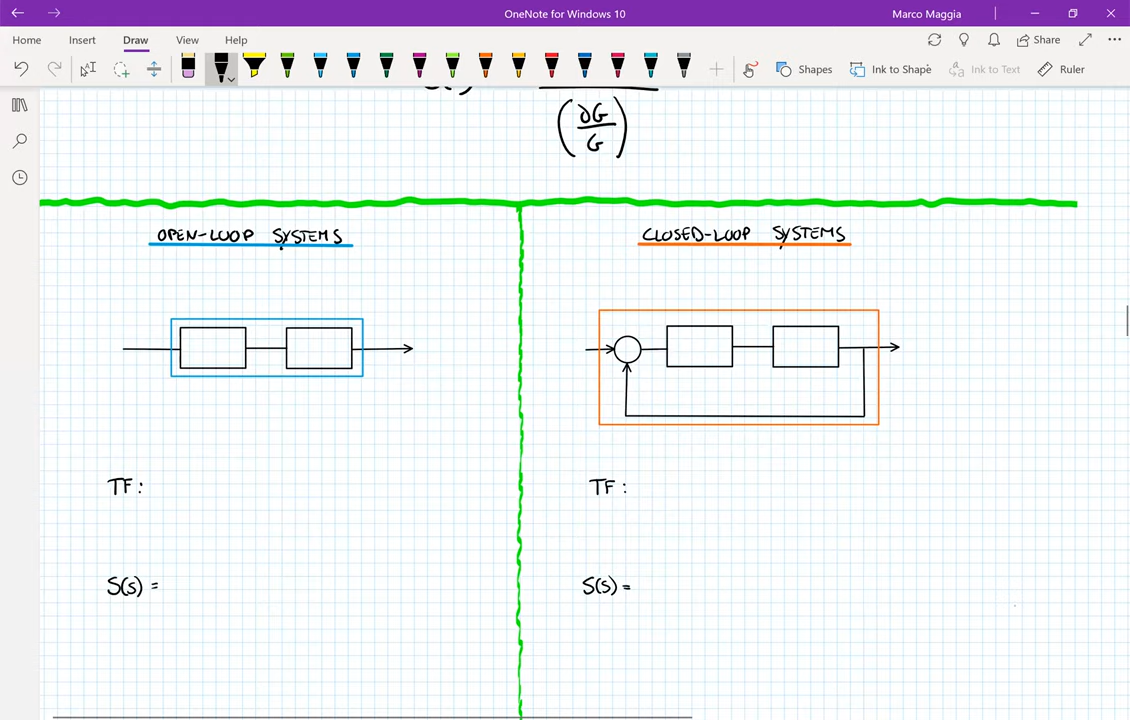 OneNote for Windows 10
Marco Maggia
Home Insert Draw View Help
Share
Shapes
Ink to Shape
Ink to Text
Ruler
∂G
G
OPEN-LOOP SYSTEMS
TF:
S(s) =
CLOSED-LOOP SYSTEMS
TF:
S(s) =